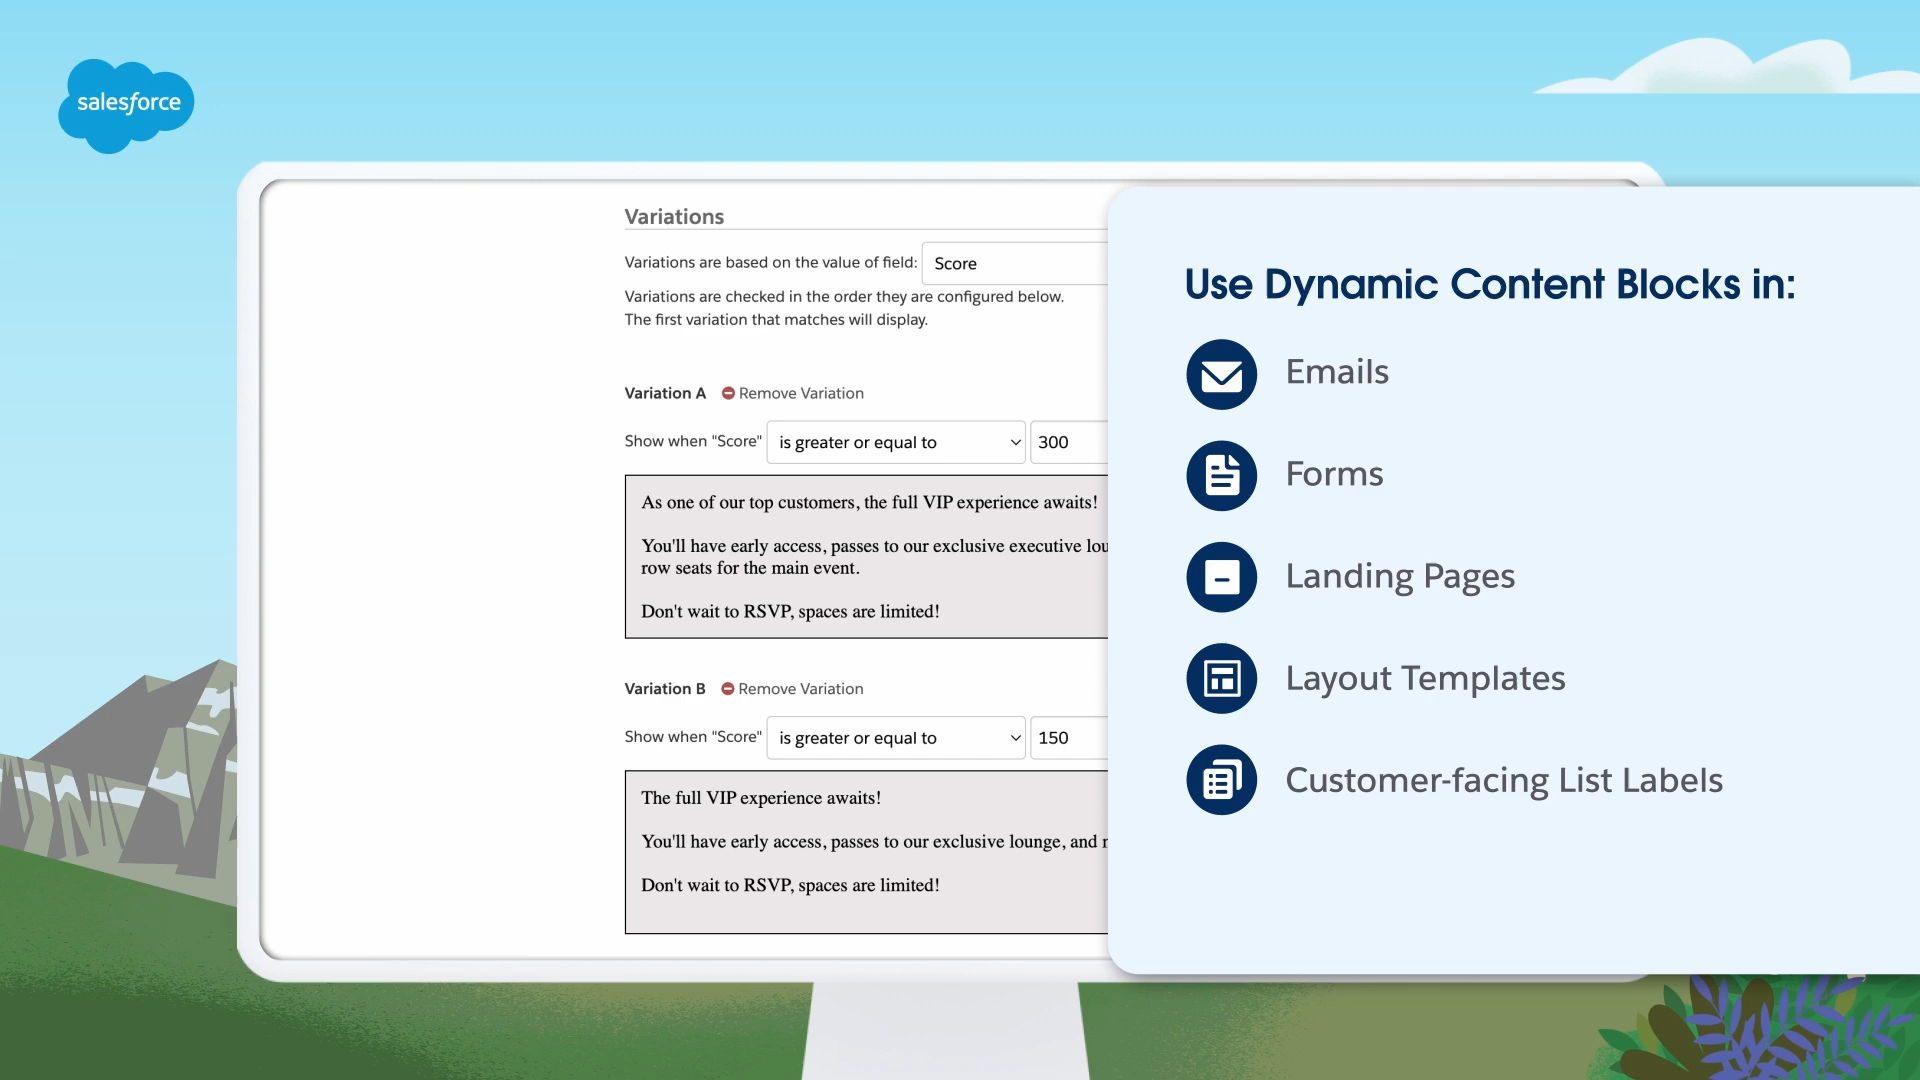 salesforce
Variations
Variations are based on the value of field: Score
Variations are checked in the order they are configured below.
The first variation that matches will display.
Variation A Remove Variation
Show when "Score" is greater or equal to 300
As one of our top customers, the full VIP experience awaits!
You'll have early access, passes to our exclusive executive
row seats for the main event.
Don't wait to RSVP, spaces are limited!
Variation B Remove Variation
Show when "Score" is greater or equal to 150
The full VIP experience awaits!
You'll have early access, passes to our exclusive lounge, and
Don't wait to RSVP, spaces are limited!
Use Dynamic Content Blocks in:
Emails
Forms
Landing Pages
Layout Templates
Customer-facing List Labels